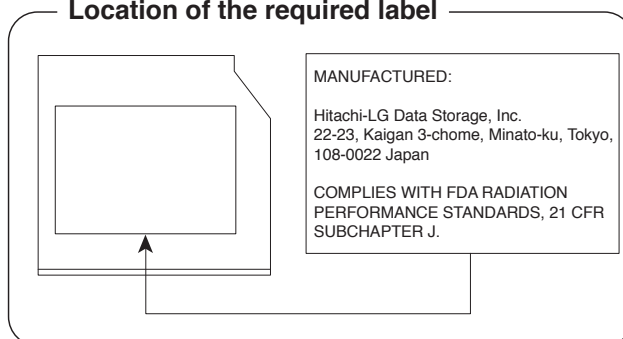 Location of the required label
MANUFACTURED:
Hitachi-LG Data Storage, Inc.
22-23, Kaigan 3-chome, Minato-ku, Tokyo,
108-0022 Japan
COMPLIES WITH FDA RADIATION
PERFORMANCE STANDARDS, 21 CFR
SUBCHAPTER J.